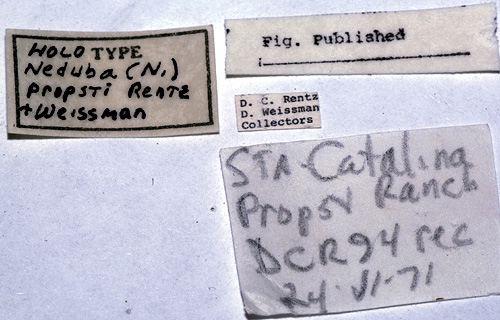 HOLO TYPE
Neduba (N.)
Propsti Rentz
+ Weissman
Fig. Published
D. C. Rentz
D. Weissman
Collectors
Sta Catalina
Propst Ranch
DCR94 rec
24·VI-71